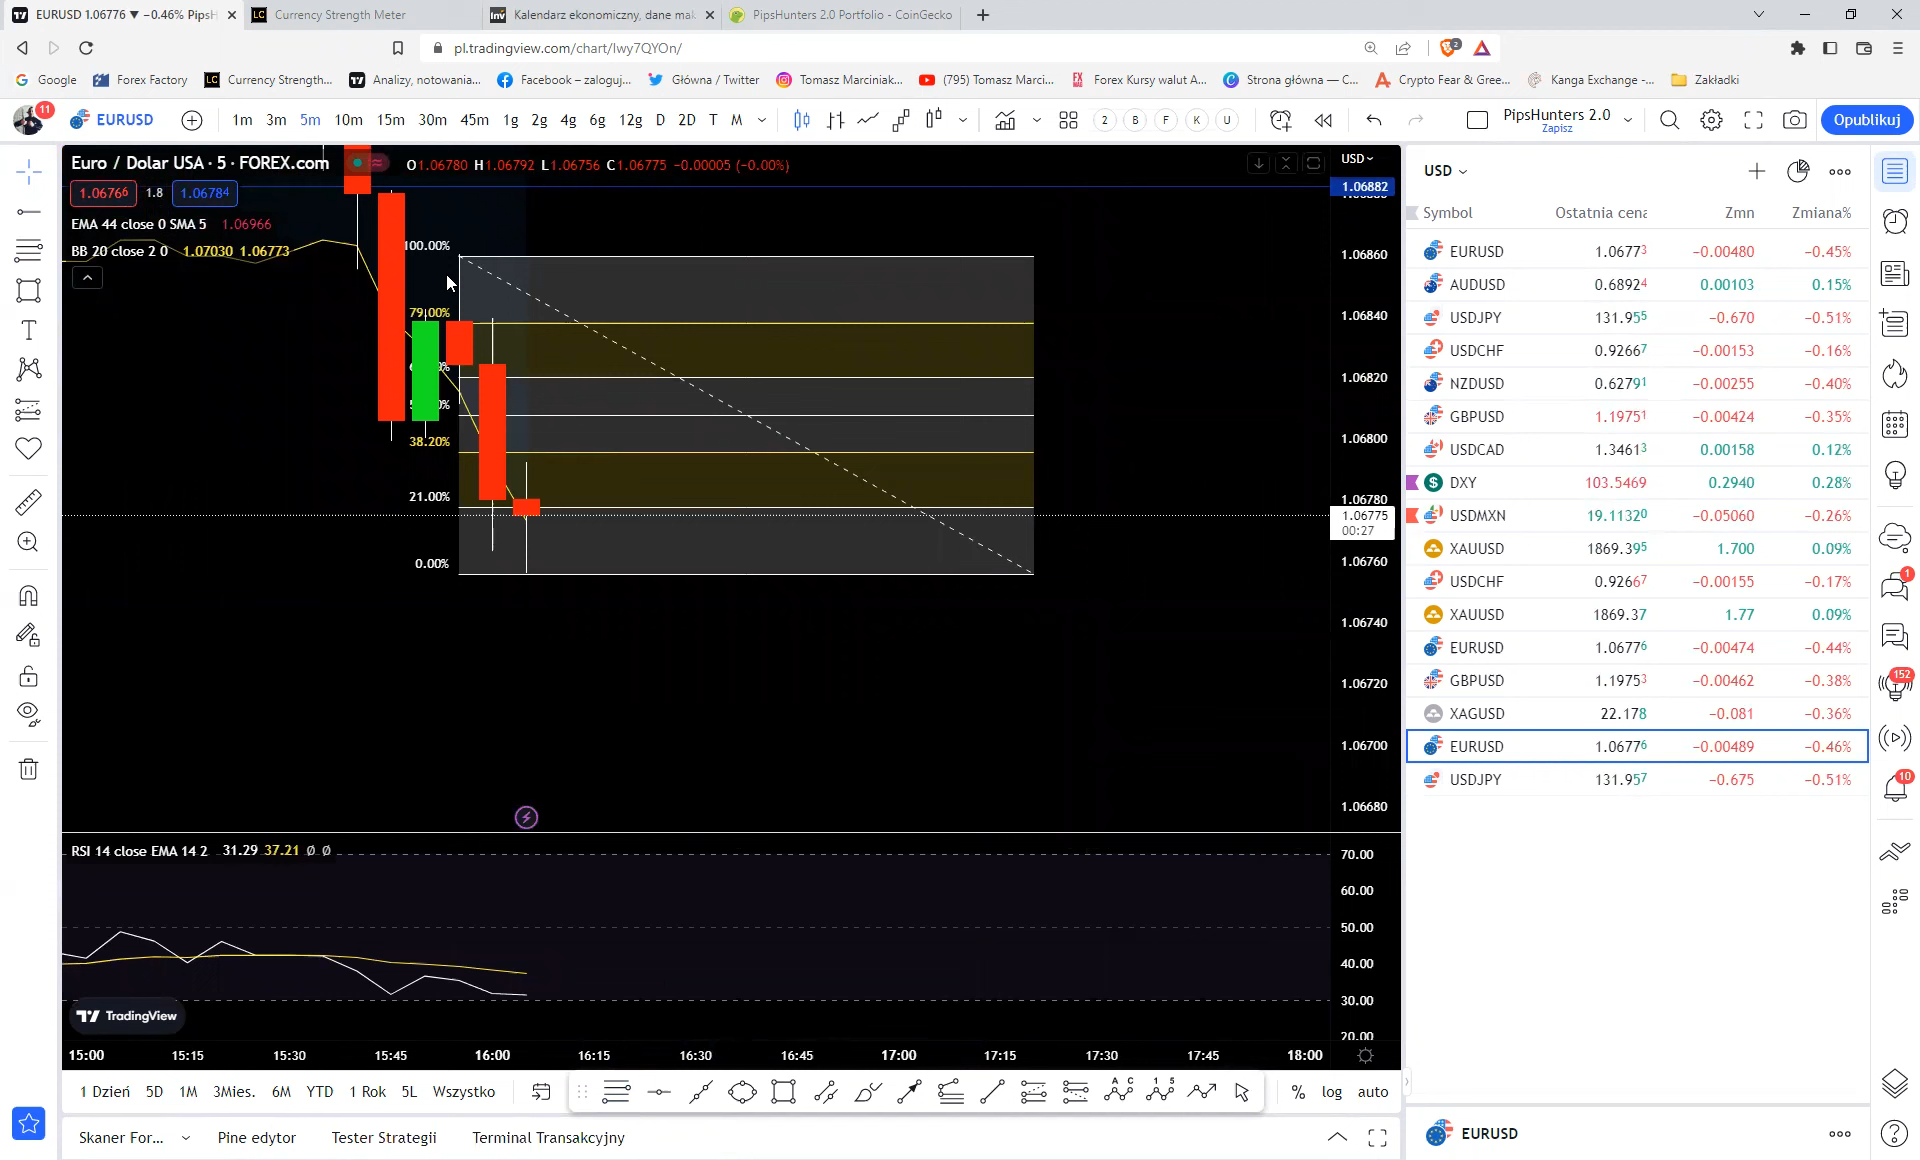 EURUSD 1.06776 ▼ −0.46% PipsH
Currency Strength Meter
Kalendarz ekonomiczny, dane mak
PipsHunters 2.0 Portfolio - CoinGecko
pl.tradingview.com/chart/Iwy7QYOn/
2
Google
Forex Factory
Currency Strength...
Analizy, notowania...
Facebook – zaloguj...
Główna / Twitter
Tomasz Marciniak...
(795) Tomasz Marci...
Forex Kursy walut A...
Strona główna — C...
Crypto Fear & Gree...
Kanga Exchange -...
Zakładki
11
EURUSD
1m 3m 5m 10m 15m 30m 45m 1g 2g 4g 6g 12g D 2D T M
2 B F K U
PipsHunters 2.0
Zapisz
Opublikuj
Euro / Dolar USA · 5 · FOREX.com
O1.06780 H1.06792 L1.06756 C1.06775 −0.00005 (−0.00%)
1.06766 1.8 1.06784
EMA 44 close 0 SMA 5 1.06966
BB 20 close 2 0 1.07030 1.06773
100.00%
79.00%
38.20%
21.00%
0.00%
USD
1.06882
1.06860
1.06840
1.06820
1.06800
1.06780
1.06775
00:27
1.06760
1.06740
1.06720
1.06700
1.06680
RSI 14 close EMA 14 2 31.29 37.21 Ø Ø
70.00
60.00
50.00
40.00
30.00
20.00
TradingView
15:00 15:15 15:30 15:45 16:00 16:15 16:30 16:45 17:00 17:15 17:30 17:45 18:00
1 Dzień 5D 1M 3Mies. 6M YTD 1 Rok 5L Wszystko
A C
1 5
% log auto
Skaner For... Pine edytor Tester Strategii Terminal Transakcyjny
USD
Symbol Ostatnia cena Zmn Zmiana%
EURUSD 1.06773 −0.00480 −0.45%
AUDUSD 0.68924 0.00103 0.15%
USDJPY 131.955 −0.670 −0.51%
USDCHF 0.92667 −0.00153 −0.16%
NZDUSD 0.62791 −0.00255 −0.40%
GBPUSD 1.19751 −0.00424 −0.35%
USDCAD 1.34613 0.00158 0.12%
DXY 103.5469 0.2940 0.28%
USDMXN 19.11320 −0.05060 −0.26%
XAUUSD 1869.395 1.700 0.09%
USDCHF 0.92667 −0.00155 −0.17%
XAUUSD 1869.37 1.77 0.09%
EURUSD 1.06776 −0.00474 −0.44%
GBPUSD 1.19753 −0.00462 −0.38%
XAGUSD 22.178 −0.081 −0.36%
EURUSD 1.06776 −0.00489 −0.46%
USDJPY 131.957 −0.675 −0.51%
EURUSD
1
152
10